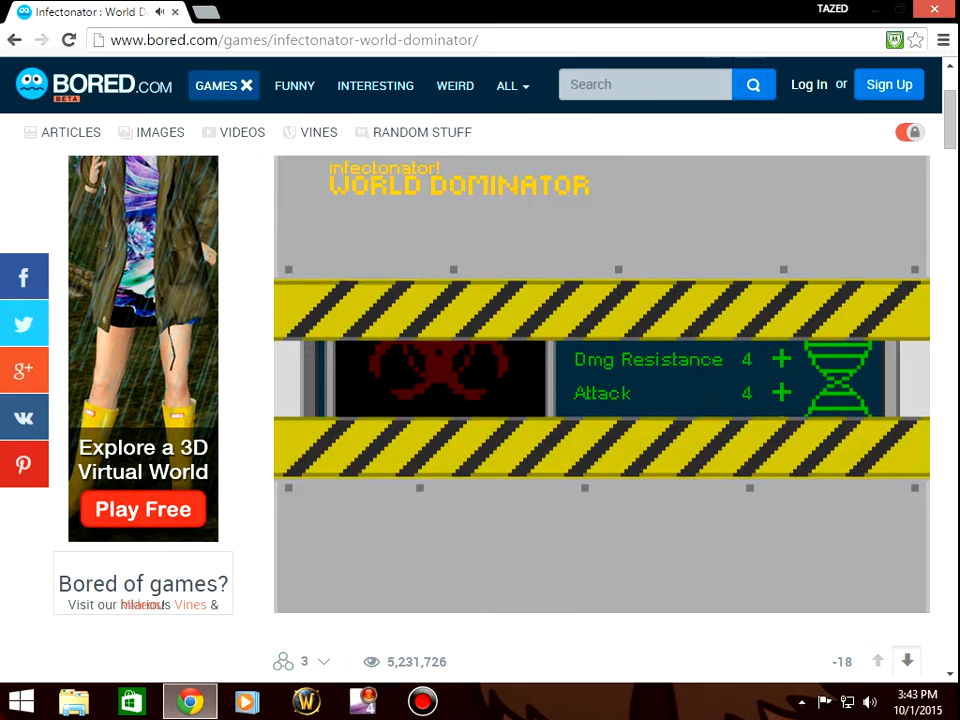 Infectonator : World D
TAZED
www.bored.com/games/infectonator-world-dominator/
BORED.COM
BETA
GAMES
FUNNY
INTERESTING
WEIRD
ALL
Search
Log In or Sign Up
ARTICLES
IMAGES
VIDEOS
VINES
RANDOM STUFF
infectonator!
WORLD DOMINATOR
Dmg Resistance 4 +
Attack 4 +
Explore a 3D
Virtual World
Play Free
Bored of games?
Visit our Vines &
3
5,231,726
-18
3:43 PM
10/1/2015